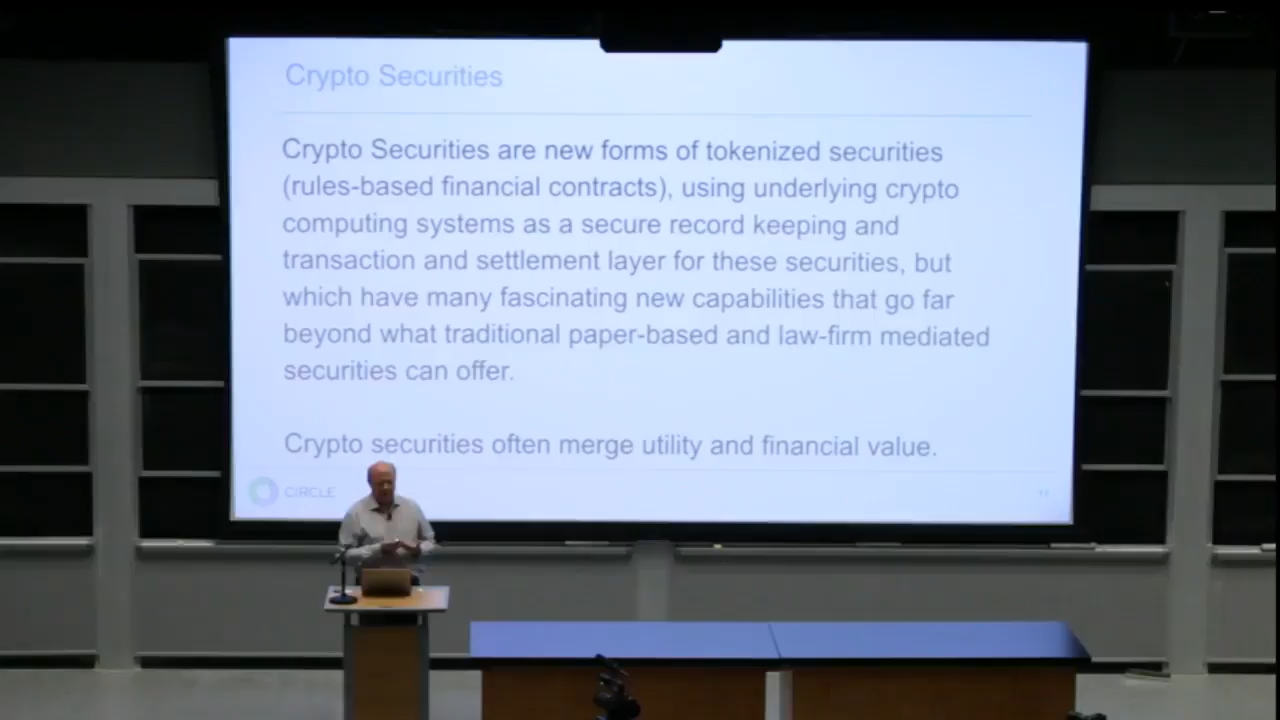 Crypto Securities
Crypto Securities are new forms of tokenized securities
(rules-based financial contracts), using underlying crypto
computing systems as a secure record keeping and
transaction and settlement layer for these securities, but
which have many fascinating new capabilities that go far
beyond what traditional paper-based and law-firm mediated
securities can offer.
Crypto securities often merge utility and financial value.
CIRCLE